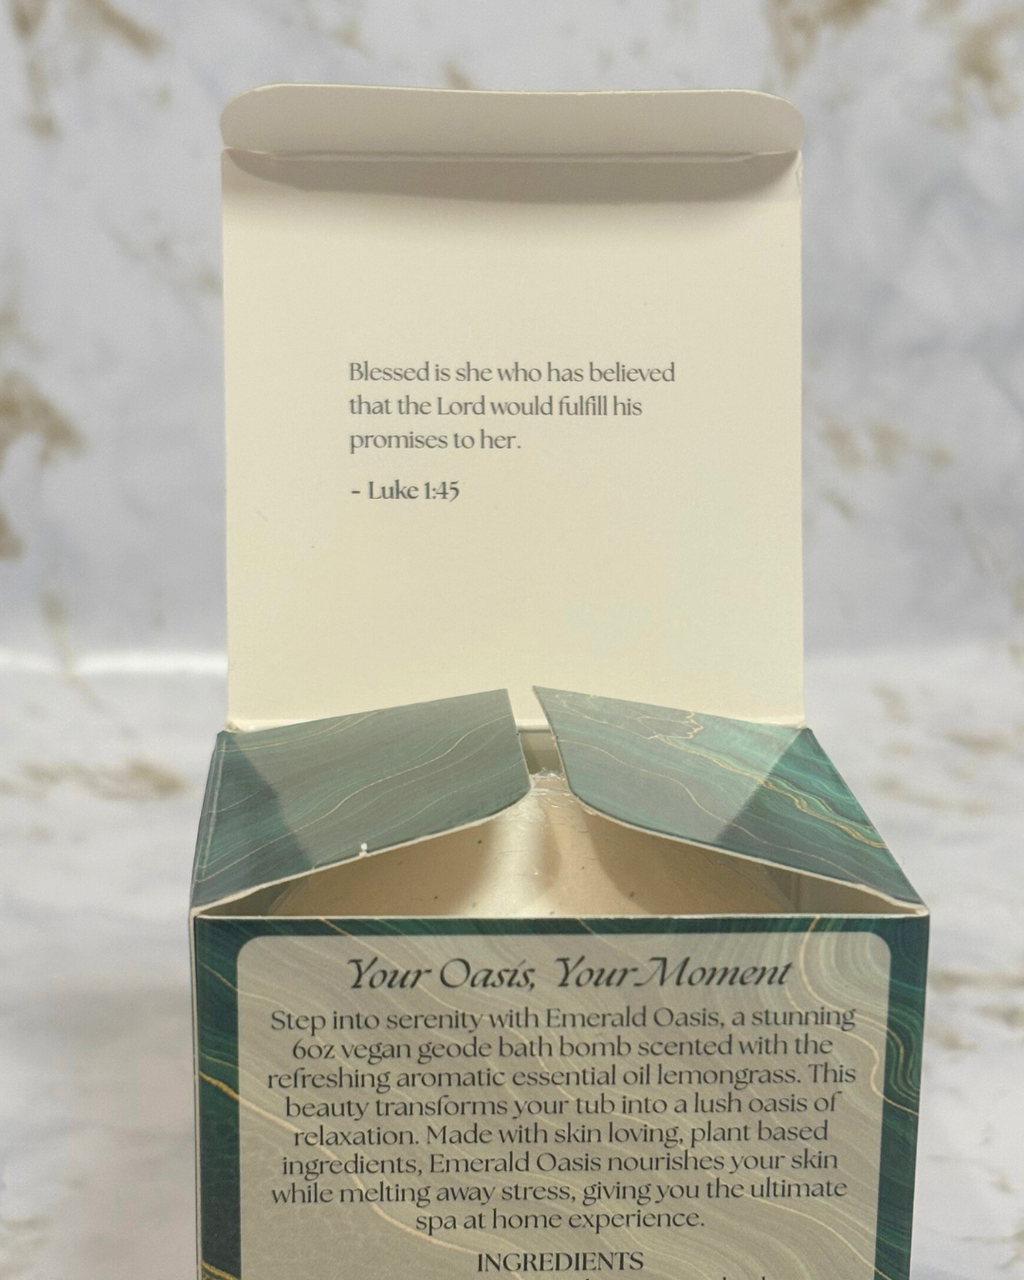 Blessed is she who has believed
that the Lord would fulfill his
promises to her.
- Luke 1:45
Your Oasis, Your Moment
Step into serenity with Emerald Oasis, a stunning
6oz vegan geode bath bomb scented with the
refreshing aromatic essential oil lemongrass. This
beauty transforms your tub into a lush oasis of
relaxation. Made with skin loving, plant based
ingredients, Emerald Oasis nourishes your skin
while melting away stress, giving you the ultimate
spa at home experience.
INGREDIENTS